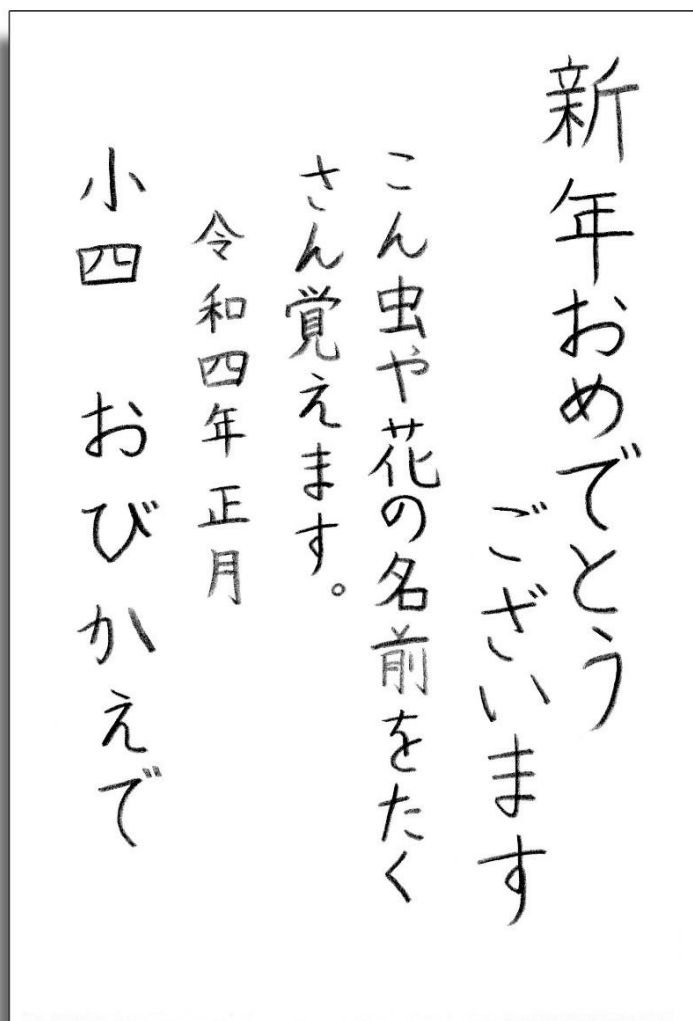 新年おめでとう
ございます
こん虫や花の名前をたく
さん覚えます。
令和四年正月
小四 おびかえで